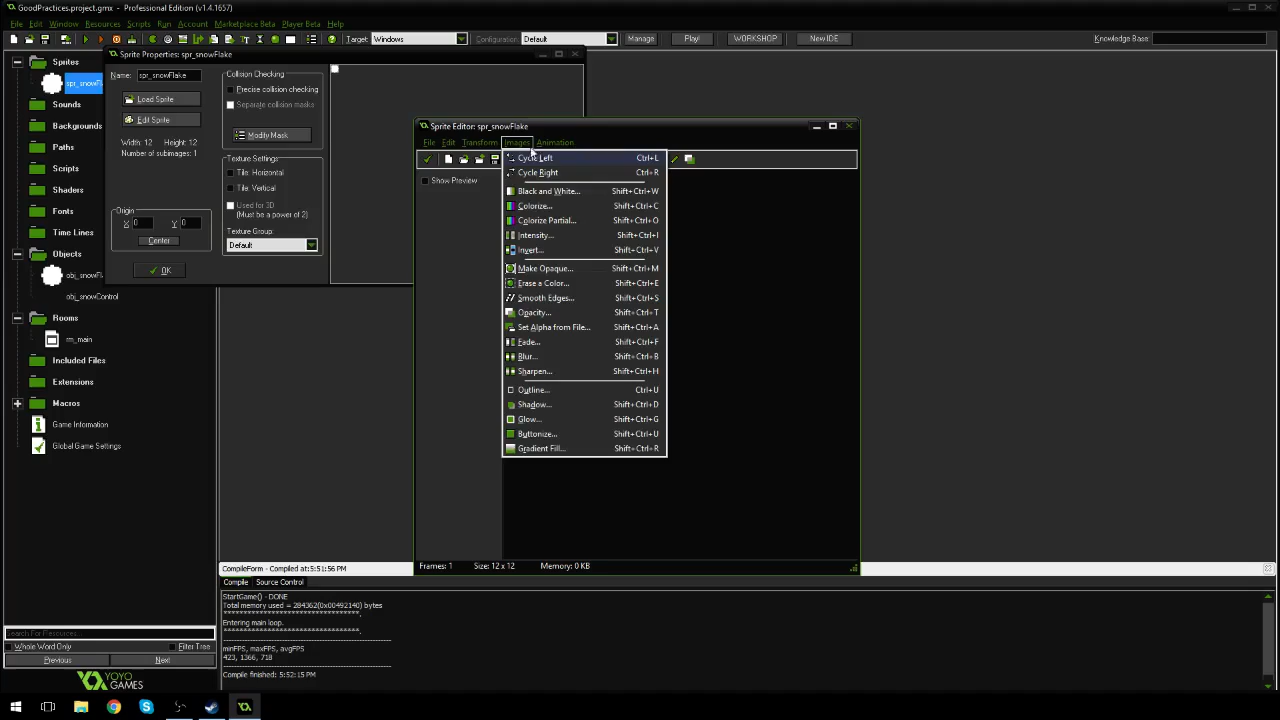 GoodPractices.project.gmx - Professional Edition (v1.4.1657)
File Edit Window Resources Scripts Run Account Marketplace Beta Player Beta Help
Target: Windows Configuration: Default Manage Play! WORKSHOP New IDE Knowledge Base:
Sprites
spr_snowFl
Sounds
Backgrounds
Paths
Scripts
Shaders
Fonts
Time Lines
Objects
obj_snowFl
obj_snowControl
Rooms
rm_main
Included Files
Extensions
Macros
Game Information
Global Game Settings
Search For Resources...
Whole Word Only Filter Tree
Previous Next
YOYO
GAMES
Sprite Properties: spr_snowFlake
Name: spr_snowFlake
Load Sprite
Edit Sprite
Width: 12 Height: 12
Number of subimages: 1
Origin
X 0 Y 0
Center
OK
Collision Checking
Precise collision checking
Separate collision masks
Modify Mask
Texture Settings
Tile: Horizontal
Tile: Vertical
Used for 3D
(Must be a power of 2)
Texture Group:
Default
Sprite Editor: spr_snowFlake
File Edit Transform Images Animation
Show Preview
Cycle Left Ctrl+L
Cycle Right Ctrl+R
Black and White... Shift+Ctrl+W
Colorize... Shift+Ctrl+C
Colorize Partial... Shift+Ctrl+O
Intensity... Shift+Ctrl+I
Invert... Shift+Ctrl+V
Make Opaque... Shift+Ctrl+M
Erase a Color... Shift+Ctrl+E
Smooth Edges... Shift+Ctrl+S
Opacity... Shift+Ctrl+T
Set Alpha from File... Shift+Ctrl+A
Fade... Shift+Ctrl+F
Blur... Shift+Ctrl+B
Sharpen... Shift+Ctrl+H
Outline... Ctrl+U
Shadow... Shift+Ctrl+D
Glow... Shift+Ctrl+G
Buttonize... Shift+Ctrl+U
Gradient Fill... Shift+Ctrl+R
Frames: 1 Size: 12 x 12 Memory: 0 KB
CompileForm - Compiled at:5:51:56 PM
Compile Source Control
StartGame() - DONE
Total memory used = 284362(0x00492140) bytes
**********************************.
Entering main loop.
**********************************.
minFPS, maxFPS, avgFPS
423, 1366, 718
Compile finished: 5:52:15 PM